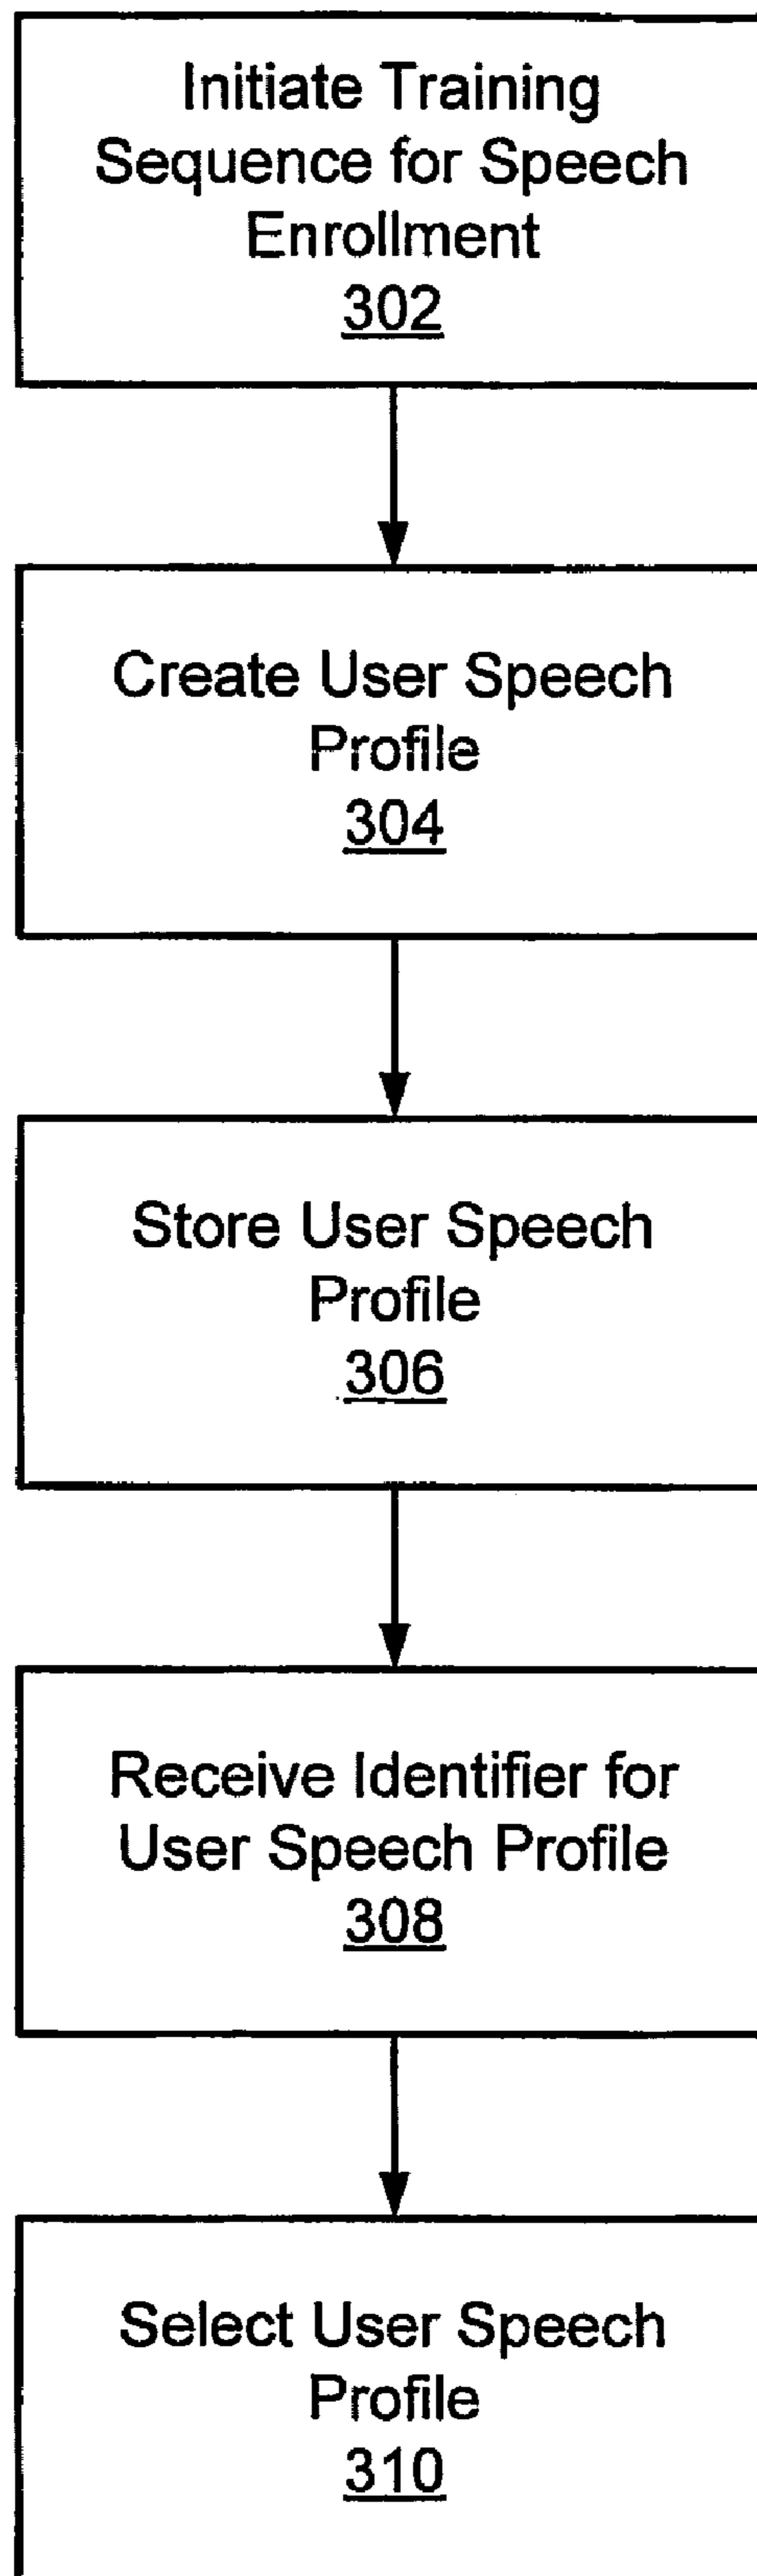 Initiate Training
Sequence for Speech
Enrollment
302
Create User Speech
Profile
304
Store User Speech
Profile
306
Receive Identifier for
User Speech Profile
308
Select User Speech
Profile
310